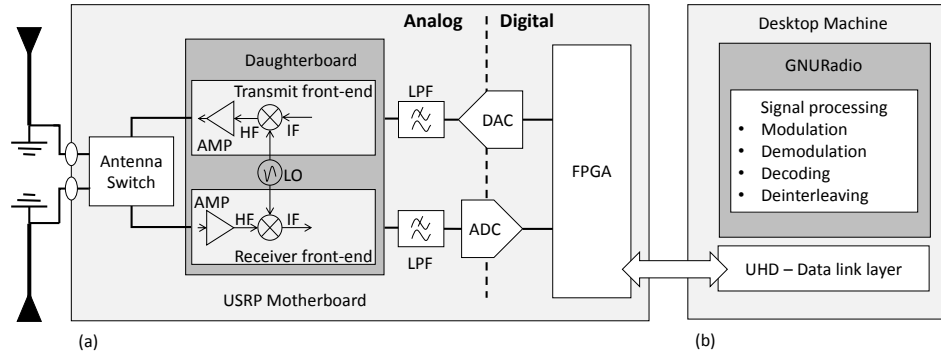 Analog
Digital
Daughterboard
Transmit front-end
HF
IF
AMP
LO
AMP
HF
IF
Receiver front-end
Antenna
Switch
LPF
DAC
LPF
ADC
FPGA
USRP Motherboard
(a)
Desktop Machine
GNURadio
Signal processing
• Modulation
• Demodulation
• Decoding
• Deinterleaving
UHD – Data link layer
(b)